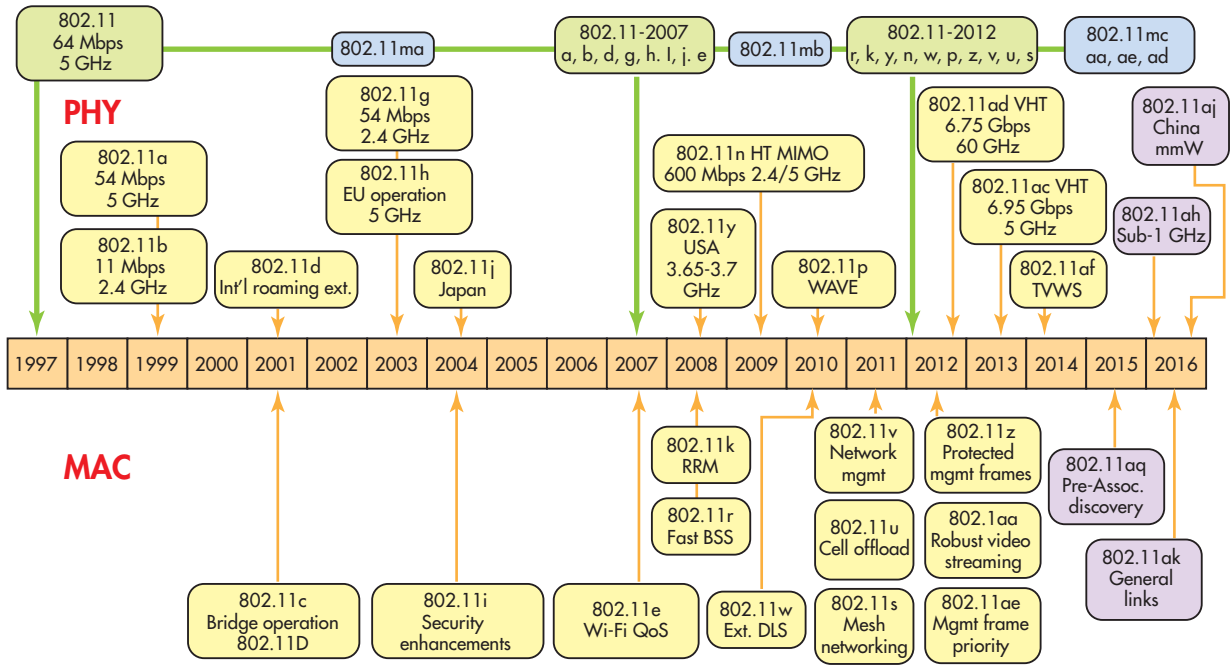 802.11
64 Mbps
5 GHz
802.11ma
802.11-2007
a, b, d, g, h. I, j. e
802.11mb
802.11-2012
r, k, y, n, w, p, z, v, u, s
802.11mc
aa, ae, ad
PHY
802.11a
54 Mbps
5 GHz
802.11b
11 Mbps
2.4 GHz
802.11d
Int'l roaming ext.
802.11g
54 Mbps
2.4 GHz
802.11h
EU operation
5 GHz
802.11j
Japan
802.11n HT MIMO
600 Mbps 2.4/5 GHz
802.11y
USA
3.65-3.7
GHz
802.11p
WAVE
802.11ad VHT
6.75 Gbps
60 GHz
802.11ac VHT
6.95 Gbps
5 GHz
802.11af
TVWS
802.11aj
China
mmW
802.11ah
Sub-1 GHz
1997 1998 1999 2000 2001 2002 2003 2004 2005 2006 2007 2008 2009 2010 2011 2012 2013 2014 2015 2016
MAC
802.11c
Bridge operation
802.11D
802.11i
Security
enhancements
802.11e
Wi-Fi QoS
802.11k
RRM
802.11r
Fast BSS
802.11w
Ext. DLS
802.11v
Network
mgmt
802.11u
Cell offload
802.11s
Mesh
networking
802.11z
Protected
mgmt frames
802.1aa
Robust video
streaming
802.11ae
Mgmt frame
priority
802.11aq
Pre-Assoc.
discovery
802.11ak
General
links